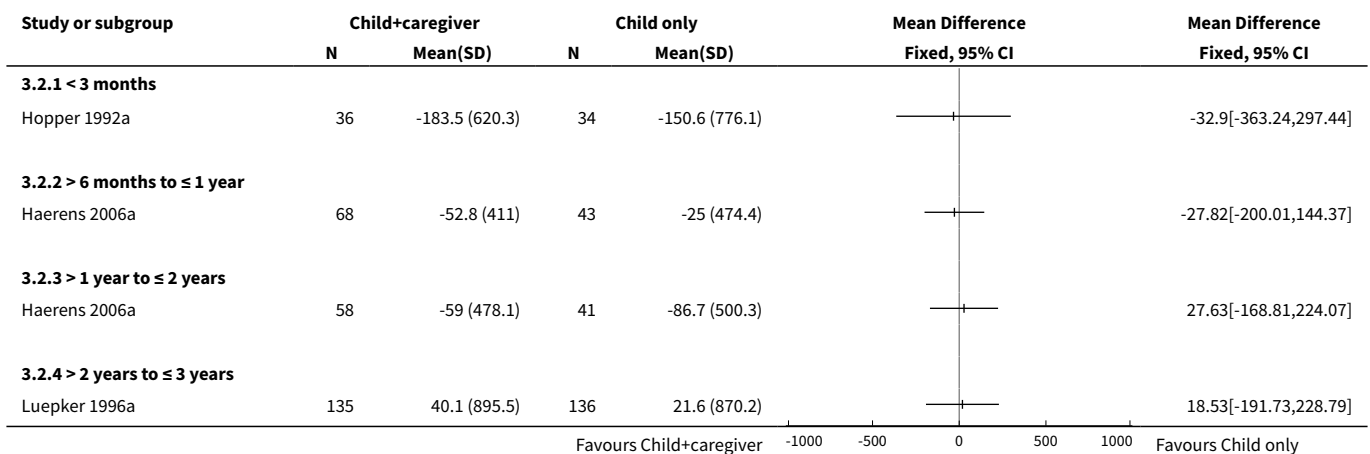 Study or subgroup Child+caregiver Child only Mean Difference Mean Difference
N Mean(SD) N Mean(SD) Fixed, 95% CI Fixed, 95% CI
3.2.1 < 3 months
Hopper 1992a 36 -183.5 (620.3) 34 -150.6 (776.1) -32.9[-363.24,297.44]
3.2.2 > 6 months to ≤ 1 year
Haerens 2006a 68 -52.8 (411) 43 -25 (474.4) -27.82[-200.01,144.37]
3.2.3 > 1 year to ≤ 2 years
Haerens 2006a 58 -59 (478.1) 41 -86.7 (500.3) 27.63[-168.81,224.07]
3.2.4 > 2 years to ≤ 3 years
Luepker 1996a 135 40.1 (895.5) 136 21.6 (870.2) 18.53[-191.73,228.79]
Favours Child+caregiver -1000 -500 0 500 1000 Favours Child only